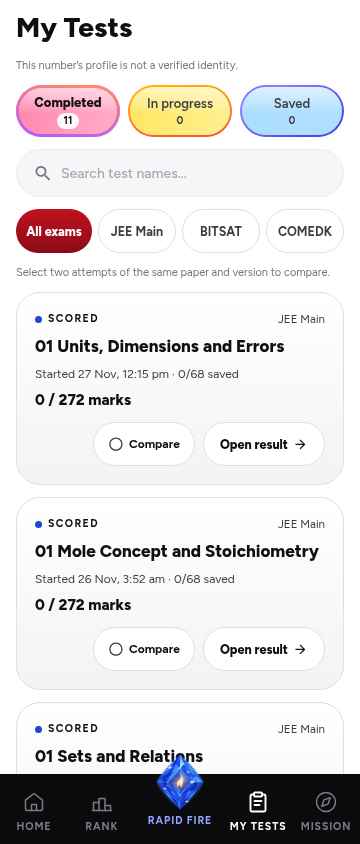 My Tests
This number's profile is not a verified identity.
Completed
11
In progress
0
Saved
0
Search test names...
All exams
JEE Main
BITSAT
COMEDK
Select two attempts of the same paper and version to compare.
SCORED
JEE Main
01 Units, Dimensions and Errors
Started 27 Nov, 12:15 pm · 0/68 saved
0 / 272 marks
Compare
Open result →
SCORED
JEE Main
01 Mole Concept and Stoichiometry
Started 26 Nov, 3:52 am · 0/68 saved
0 / 272 marks
Compare
Open result →
SCORED
JEE Main
01 Sets and Relations
HOME
RANK
RAPID FIRE
MY TESTS
MISSION